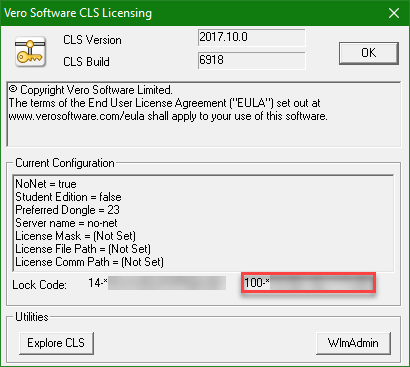 Vero Software CLS Licensing
CLS Version 2017.10.0
CLS Build 6918
OK
© Copyright Vero Software Limited.
The terms of the End User License Agreement ("EULA") set out at
www.verosoftware.com/eula shall apply to your use of this software.
Current Configuration
NoNet = true
Student Edition = false
Preferred Dongle = 23
Server name = no-net
License Mask = (Not Set)
License File Path = (Not Set)
License Comm Path = (Not Set)
Lock Code: 14-* 100-*
Utilities
Explore CLS WlmAdmin